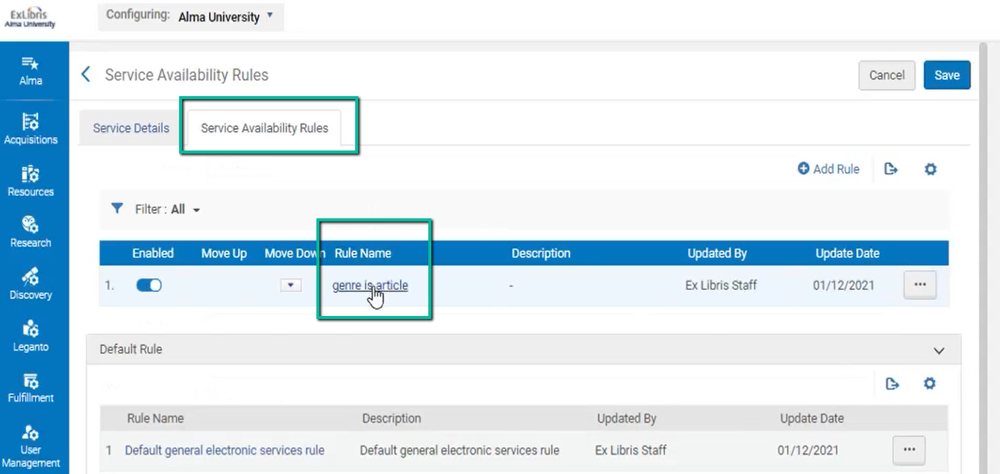 ExLibris
Alma University
Configuring: Alma University
Alma
Acquisitions
Resources
Research
Discovery
Leganto
Fulfillment
User
Management
Service Availability Rules
Cancel
Save
Service Details
Service Availability Rules
Add Rule
Filter : All
Enabled Move Up Move Down Rule Name Description Updated By Update Date
1. genre is article - Ex Libris Staff 01/12/2021 ...
Default Rule
Rule Name Description Updated By Update Date
1 Default general electronic services rule Default general electronic services rule Ex Libris Staff 01/12/2021 ...